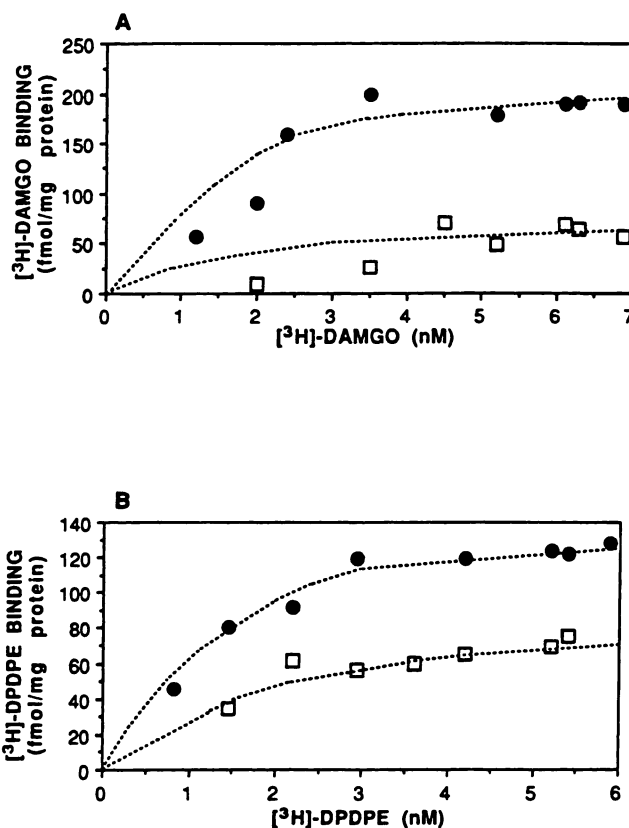 A
[³H]-DAMGO BINDING
(fmol/mg protein)
250
200
150
100
50
0
0 1 2 3 4 5 6 7
[³H]-DAMGO (nM)
B
[³H]-DPDPE BINDING
(fmol/mg protein)
140
120
100
80
60
40
20
0
0 1 2 3 4 5 6
[³H]-DPDPE (nM)